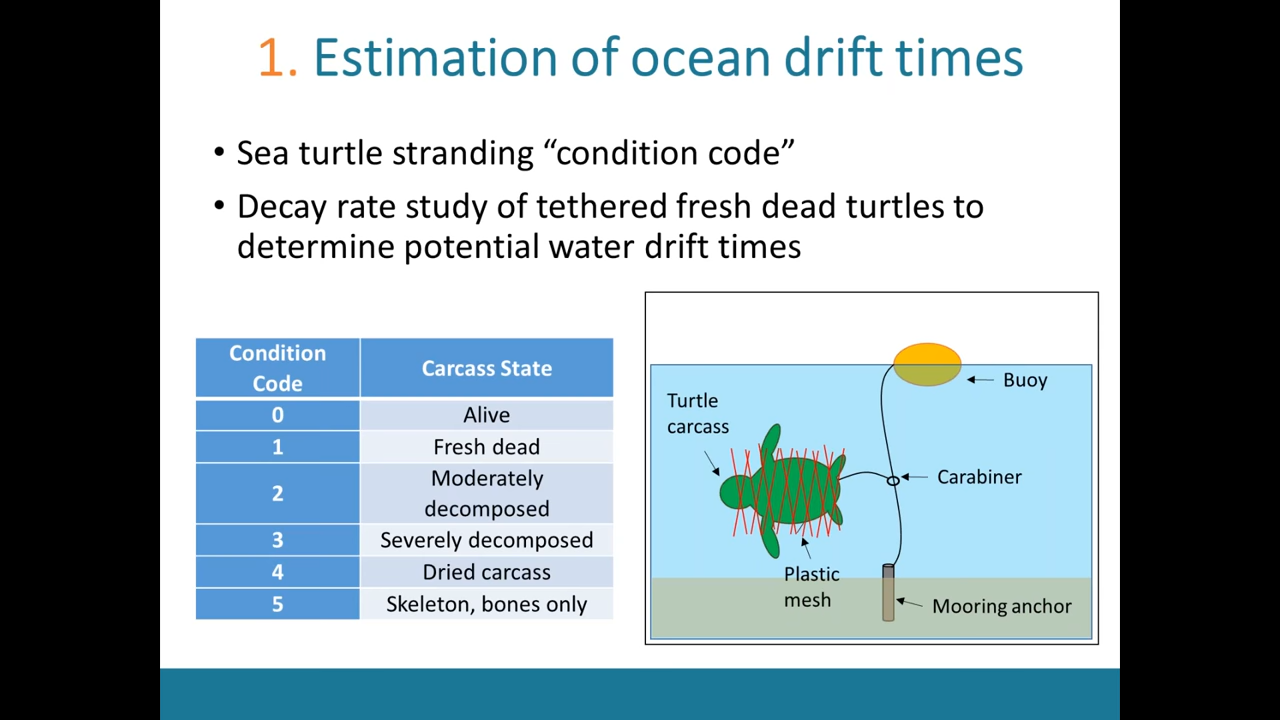 1. Estimation of ocean drift times
• Sea turtle stranding “condition code”
• Decay rate study of tethered fresh dead turtles to
determine potential water drift times
Condition
Code
Carcass State
0 Alive
1 Fresh dead
2 Moderately
decomposed
3 Severely decomposed
4 Dried carcass
5 Skeleton, bones only
Buoy
Turtle
carcass
Carabiner
Plastic
mesh
Mooring anchor